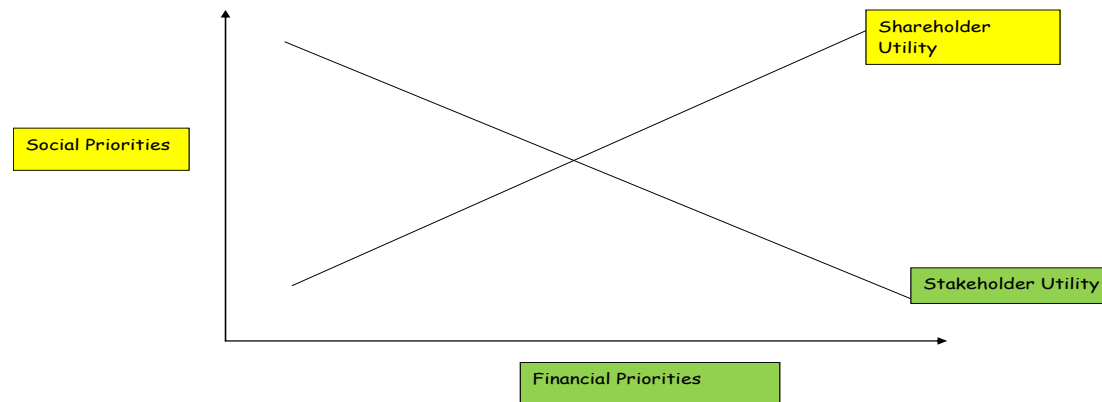 Shareholder
Utility
Social Priorities
Stakeholder Utility
Financial Priorities